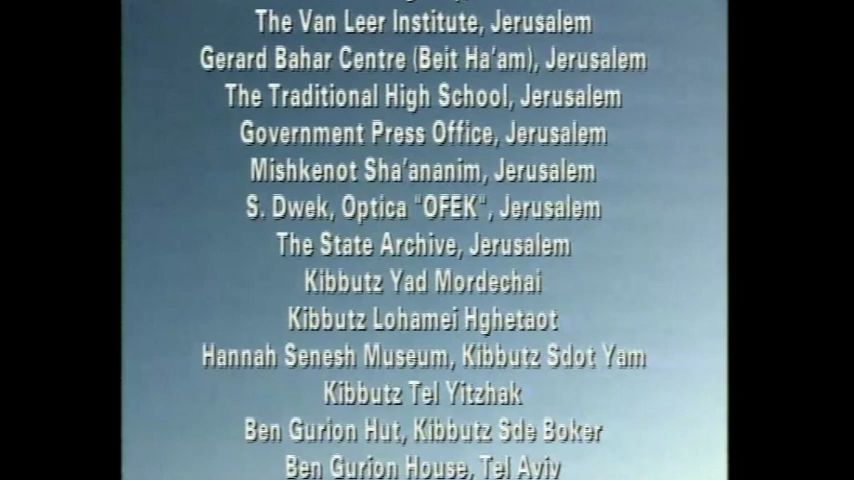 The Van Leer Institute, Jerusalem
Gerard Bahar Centre (Beit Ha'am), Jerusalem
The Traditional High School, Jerusalem
Government Press Office, Jerusalem
Mishkenot Sha'ananim, Jerusalem
S. Dwek, Optica "OFEK", Jerusalem
The State Archive, Jerusalem
Kibbutz Yad Mordechai
Kibbutz Lohamei Hghetaot
Hannah Senesh Museum, Kibbutz Sdot Yam
Kibbutz Tel Yitzhak
Ben Gurion Hut, Kibbutz Sde Boker
Ben Gurion House, Tel Aviv